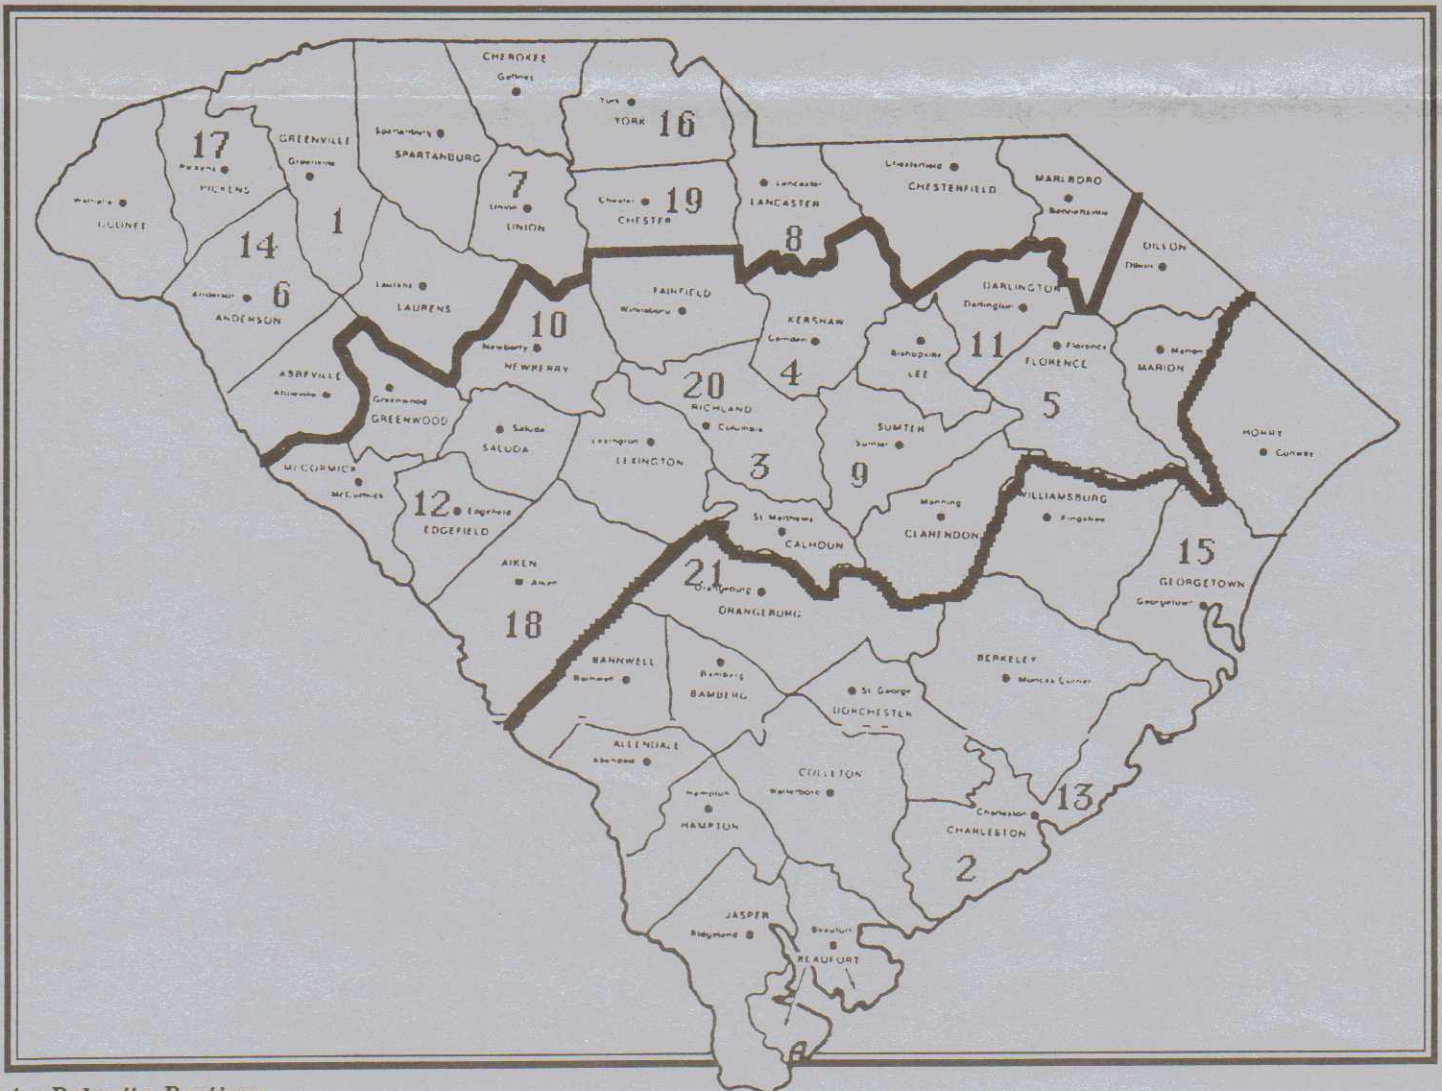 CHEROKEE
Gaffney
York
YORK 16
GREENVILLE
Greenville
Spartanburg
SPARTANBURG
17
Pickens
PICKENS
7
Union
UNION
Chester 19
CHESTER
Lancaster
LANCASTER
8
Chesterfield
CHESTERFIELD
MARLBORO
Bennettsville
Walhalla
OCONEE
1
14
DILLON
Dillon
Anderson 6
ANDERSON
Laurens
LAURENS
FAIRFIELD
Winnsboro
DARLINGTON
Darlington
10
Newberry
NEWBERRY
KERSHAW
Camden
4
Bishopville
LEE
11
Florence
FLORENCE
5
Marion
MARION
ABBEVILLE
Abbeville
Greenwood
GREENWOOD
20
RICHLAND
Columbia
3
Saluda
SALUDA
Lexington
LEXINGTON
SUMTER
Sumter
9
HORRY
Conway
McCORMICK
McCormick
12 Edgefield
EDGEFIELD
St Matthews
CALHOUN
Manning
CLARENDON
WILLIAMSBURG
Kingstree
15
GEORGETOWN
Georgetown
AIKEN
Aiken
18
21
Orangeburg
ORANGEBURG
BARNWELL
Barnwell
Bamberg
BAMBERG
St George
DORCHESTER
BERKELEY
Moncks Corner
ALLENDALE
Hampton
HAMPTON
COLLETON
Walterboro
13
Charleston
CHARLESTON
2
JASPER
Ridgeland
Beaufort
BEAUFORT